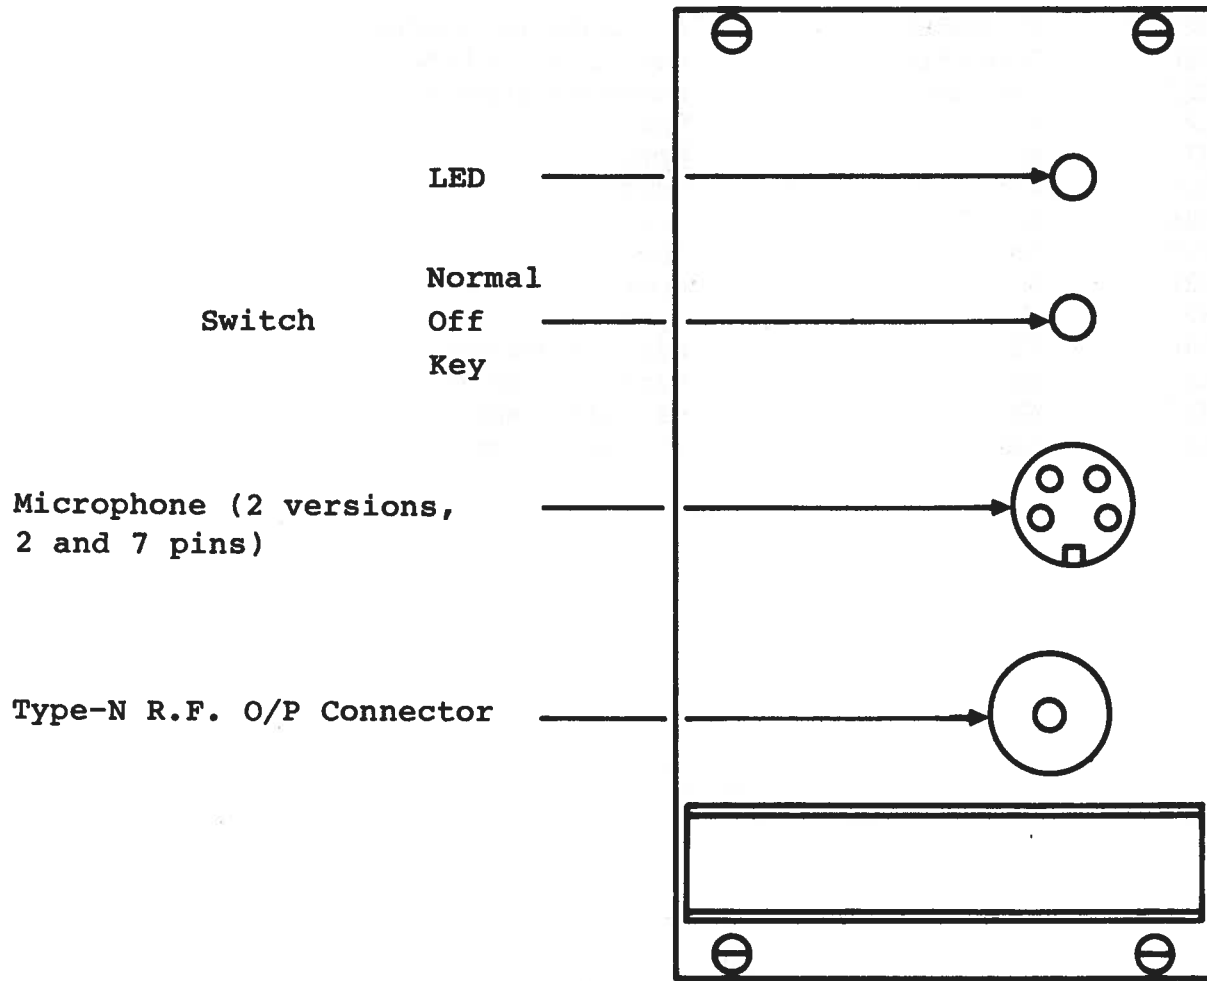 LED
Normal
Switch Off
Key
Microphone (2 versions,
2 and 7 pins)
Type-N R.F. O/P Connector